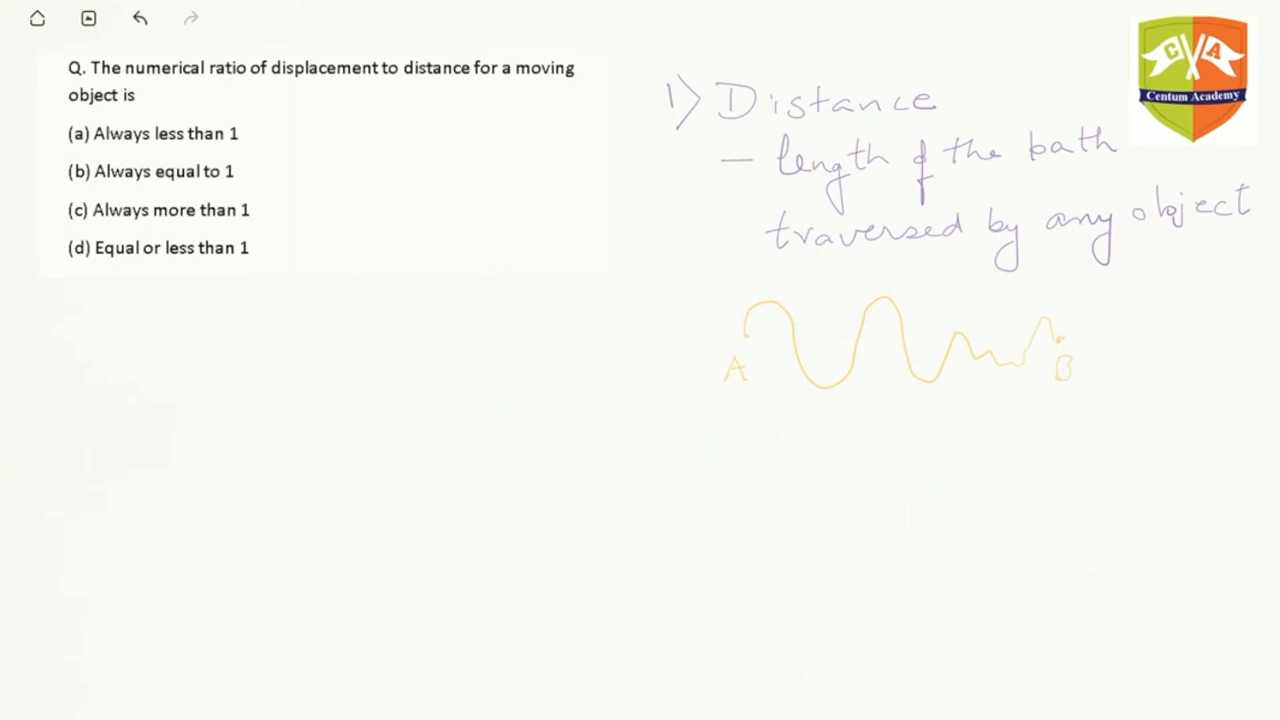 Q. The numerical ratio of displacement to distance for a moving
object is
(a) Always less than 1
(b) Always equal to 1
(c) Always more than 1
(d) Equal or less than 1
1) Distance
— length of the path
traversed by any object
A
B
C A
Centum Academy